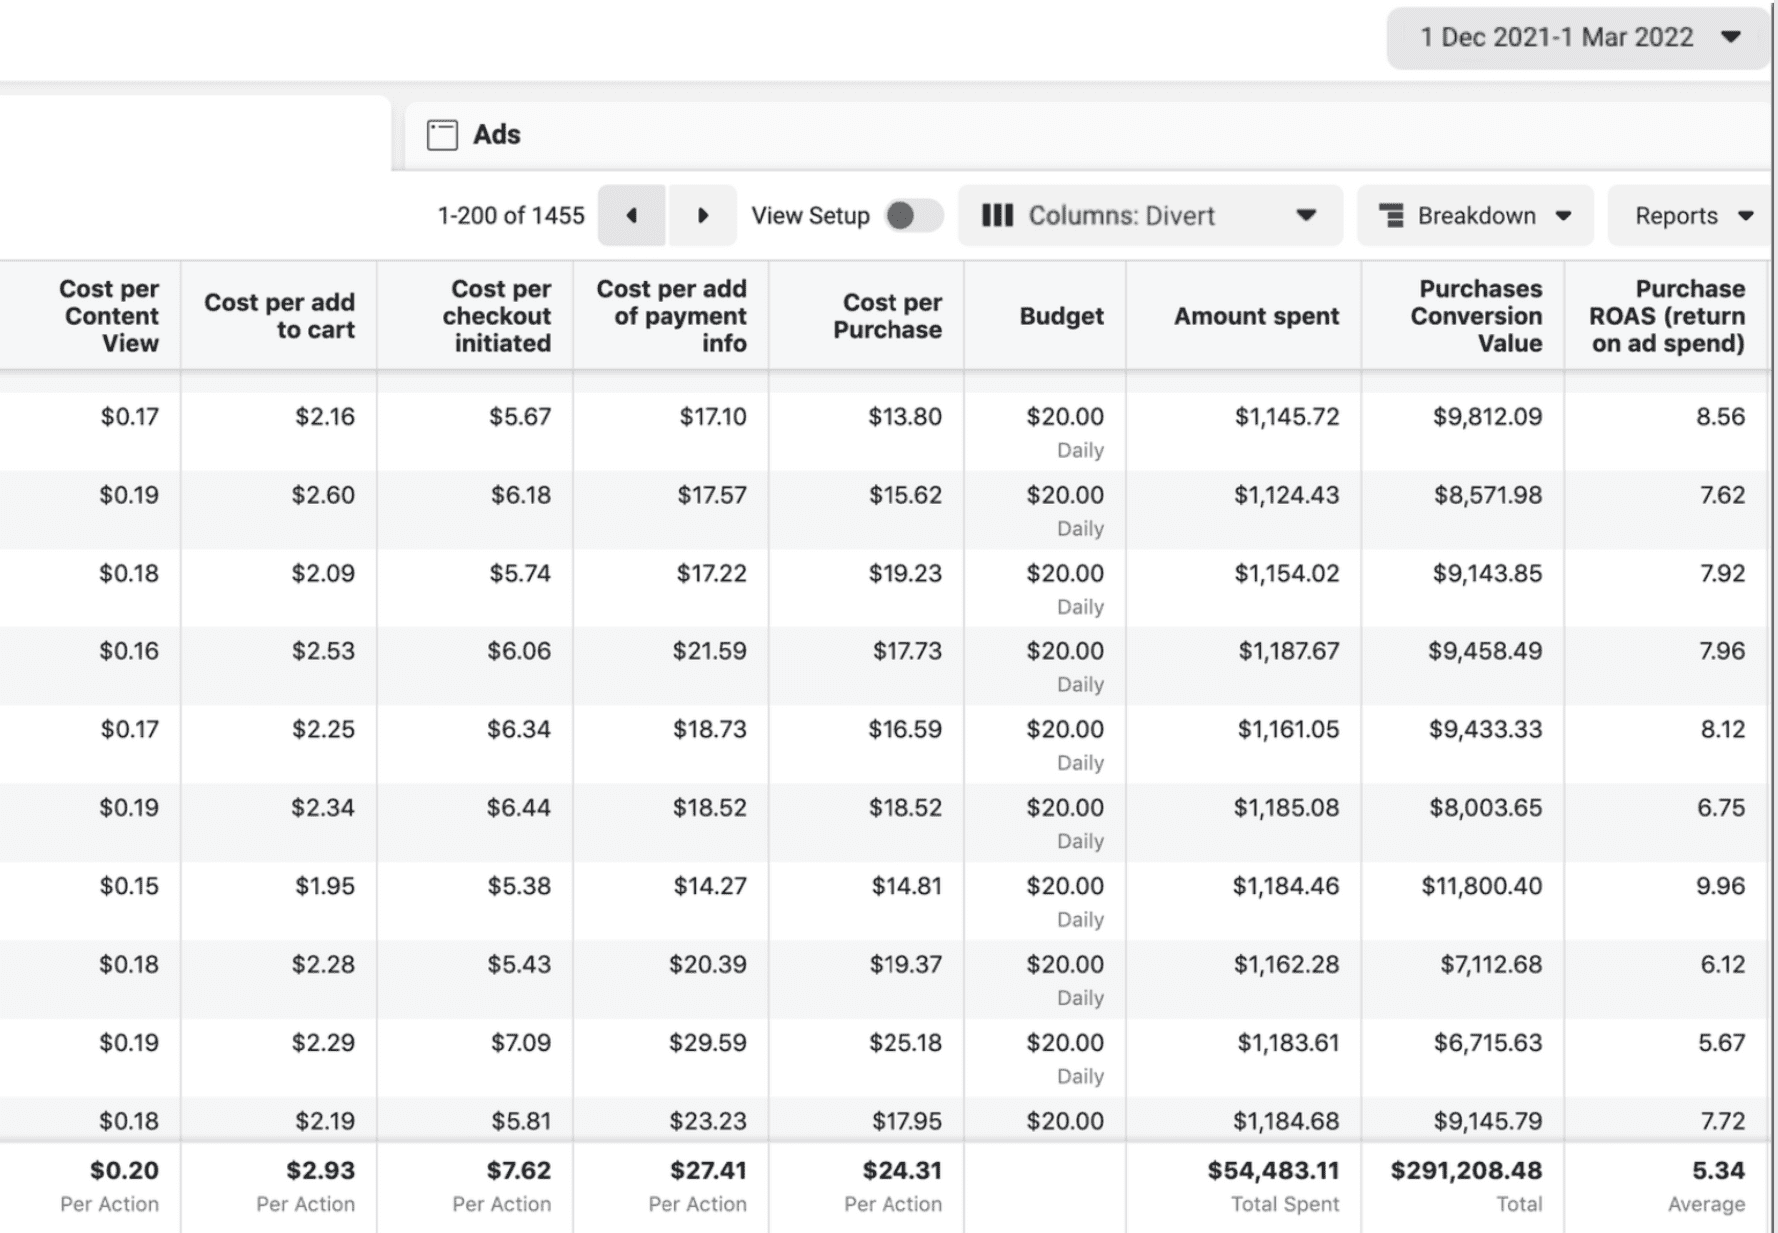 1 Dec 2021-1 Mar 2022
Ads
1-200 of 1455 View Setup Columns: Divert Breakdown Reports
Cost per Content View Cost per add to cart Cost per checkout initiated Cost per add of payment info Cost per Purchase Budget Amount spent Purchases Conversion Value Purchase ROAS (return on ad spend)
$0.17 $2.16 $5.67 $17.10 $13.80 $20.00 $1,145.72 $9,812.09 8.56
Daily
$0.19 $2.60 $6.18 $17.57 $15.62 $20.00 $1,124.43 $8,571.98 7.62
Daily
$0.18 $2.09 $5.74 $17.22 $19.23 $20.00 $1,154.02 $9,143.85 7.92
Daily
$0.16 $2.53 $6.06 $21.59 $17.73 $20.00 $1,187.67 $9,458.49 7.96
Daily
$0.17 $2.25 $6.34 $18.73 $16.59 $20.00 $1,161.05 $9,433.33 8.12
Daily
$0.19 $2.34 $6.44 $18.52 $18.52 $20.00 $1,185.08 $8,003.65 6.75
Daily
$0.15 $1.95 $5.38 $14.27 $14.81 $20.00 $1,184.46 $11,800.40 9.96
Daily
$0.18 $2.28 $5.43 $20.39 $19.37 $20.00 $1,162.28 $7,112.68 6.12
Daily
$0.19 $2.29 $7.09 $29.59 $25.18 $20.00 $1,183.61 $6,715.63 5.67
Daily
$0.18 $2.19 $5.81 $23.23 $17.95 $20.00 $1,184.68 $9,145.79 7.72
$0.20 $2.93 $7.62 $27.41 $24.31 $54,483.11 $291,208.48 5.34
Per Action Per Action Per Action Per Action Per Action Total Spent Total Average